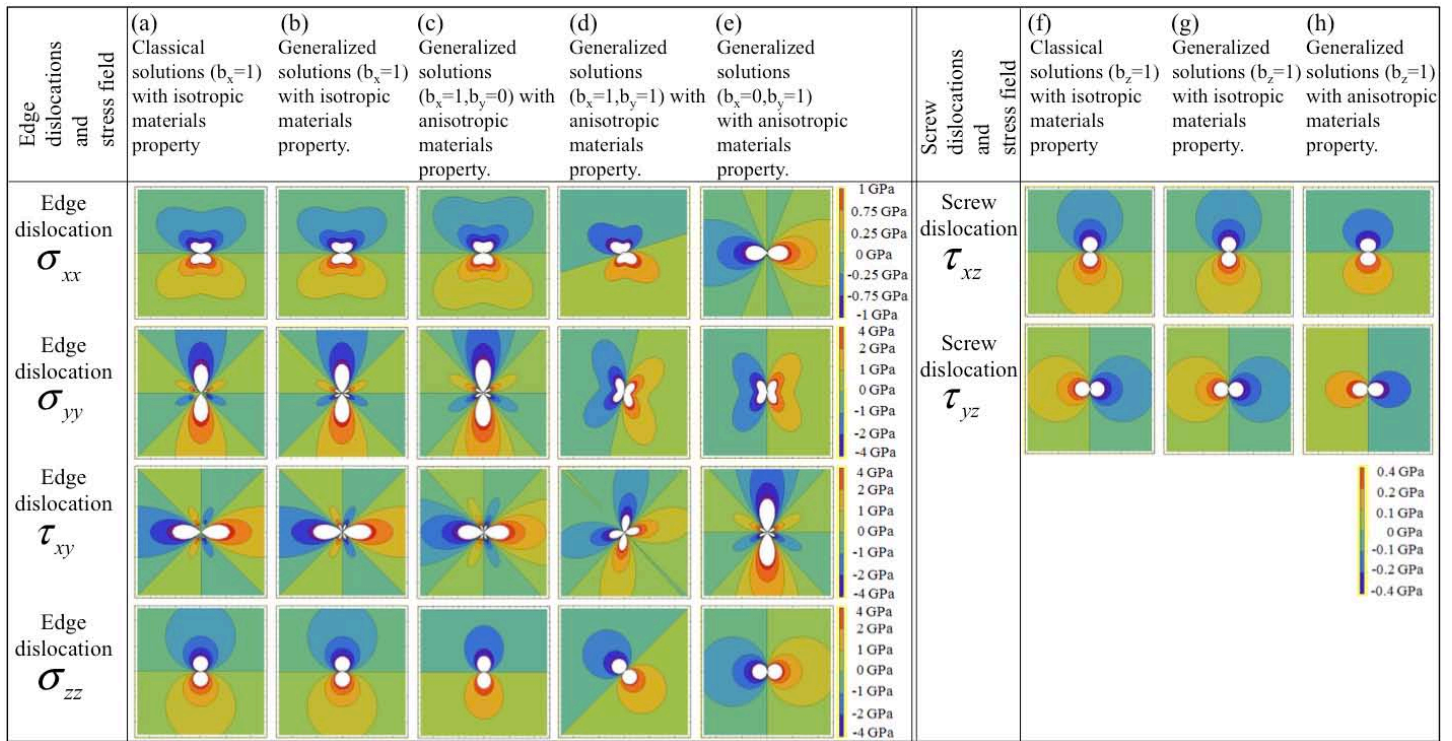 Edge
dislocations
and
stress field
(a)
Classical
solutions (bx=1)
with isotropic
materials
property
(b)
Generalized
solutions (bx=1)
with isotropic
materials
property.
(c)
Generalized
solutions
(bx=1,by=0) with
anisotropic
materials
property.
(d)
Generalized
solutions
(bx=1,by=1) with
anisotropic
materials
property.
(e)
Generalized
solutions
(bx=0,by=1)
with anisotropic
materials
property.
Screw
dislocations
and
stress field
(f)
Classical
solutions (bz=1)
with isotropic
materials
property
(g)
Generalized
solutions (bz=1)
with isotropic
materials
property.
(h)
Generalized
solutions (bz=1)
with anisotropic
materials
property.
Edge
dislocation
σxx
1 GPa
0.75 GPa
0.25 GPa
0 GPa
-0.25 GPa
-0.75 GPa
-1 GPa
Screw
dislocation
τxz
Edge
dislocation
σyy
4 GPa
2 GPa
1 GPa
0 GPa
-1 GPa
-2 GPa
-4 GPa
Screw
dislocation
τyz
Edge
dislocation
τxy
4 GPa
2 GPa
1 GPa
0 GPa
-1 GPa
-2 GPa
-4 GPa
0.4 GPa
0.2 GPa
0.1 GPa
0 GPa
-0.1 GPa
-0.2 GPa
-0.4 GPa
Edge
dislocation
σzz
4 GPa
2 GPa
1 GPa
0 GPa
-1 GPa
-2 GPa
-4 GPa